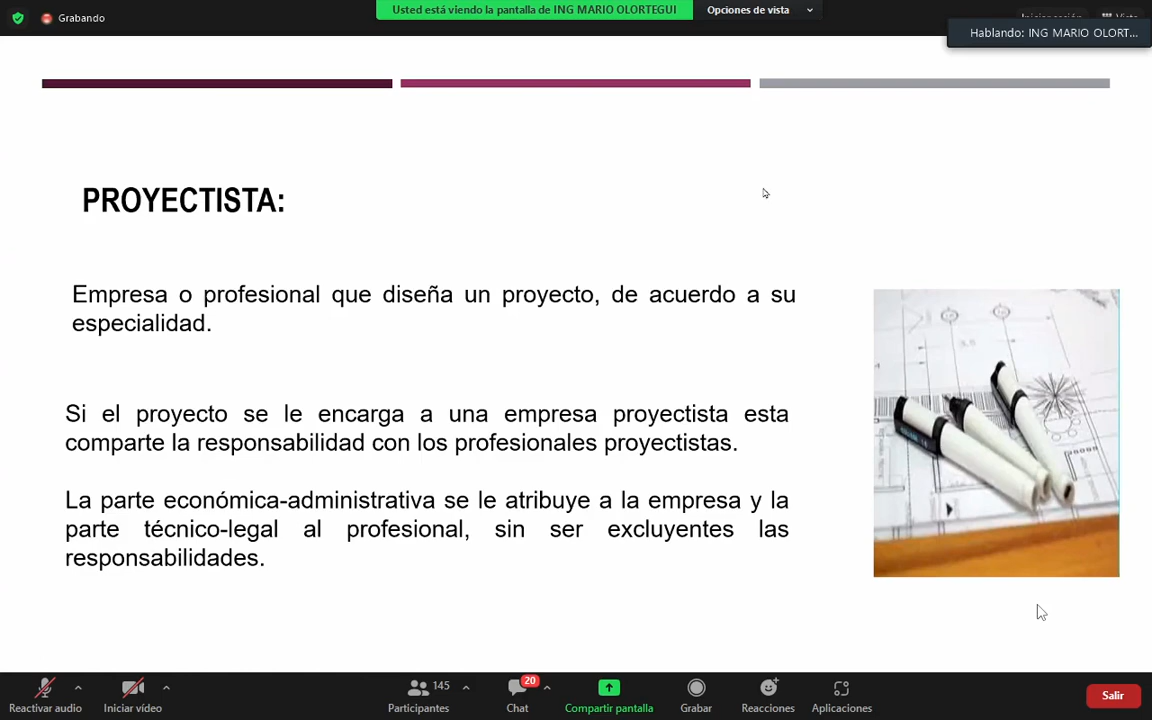 Grabando
Usted está viendo la pantalla de ING MARIO OLORTEGUI
Opciones de vista
Hablando: ING MARIO OLORT...
PROYECTISTA:
Empresa o profesional que diseña un proyecto, de acuerdo a su
especialidad.
Si el proyecto se le encarga a una empresa proyectista esta
comparte la responsabilidad con los profesionales proyectistas.
La parte económica-administrativa se le atribuye a la empresa y la
parte técnico-legal al profesional, sin ser excluyentes las
responsabilidades.
Reactivar audio
Iniciar vídeo
145
Participantes
20
Chat
Compartir pantalla
Grabar
Reacciones
Aplicaciones
Salir